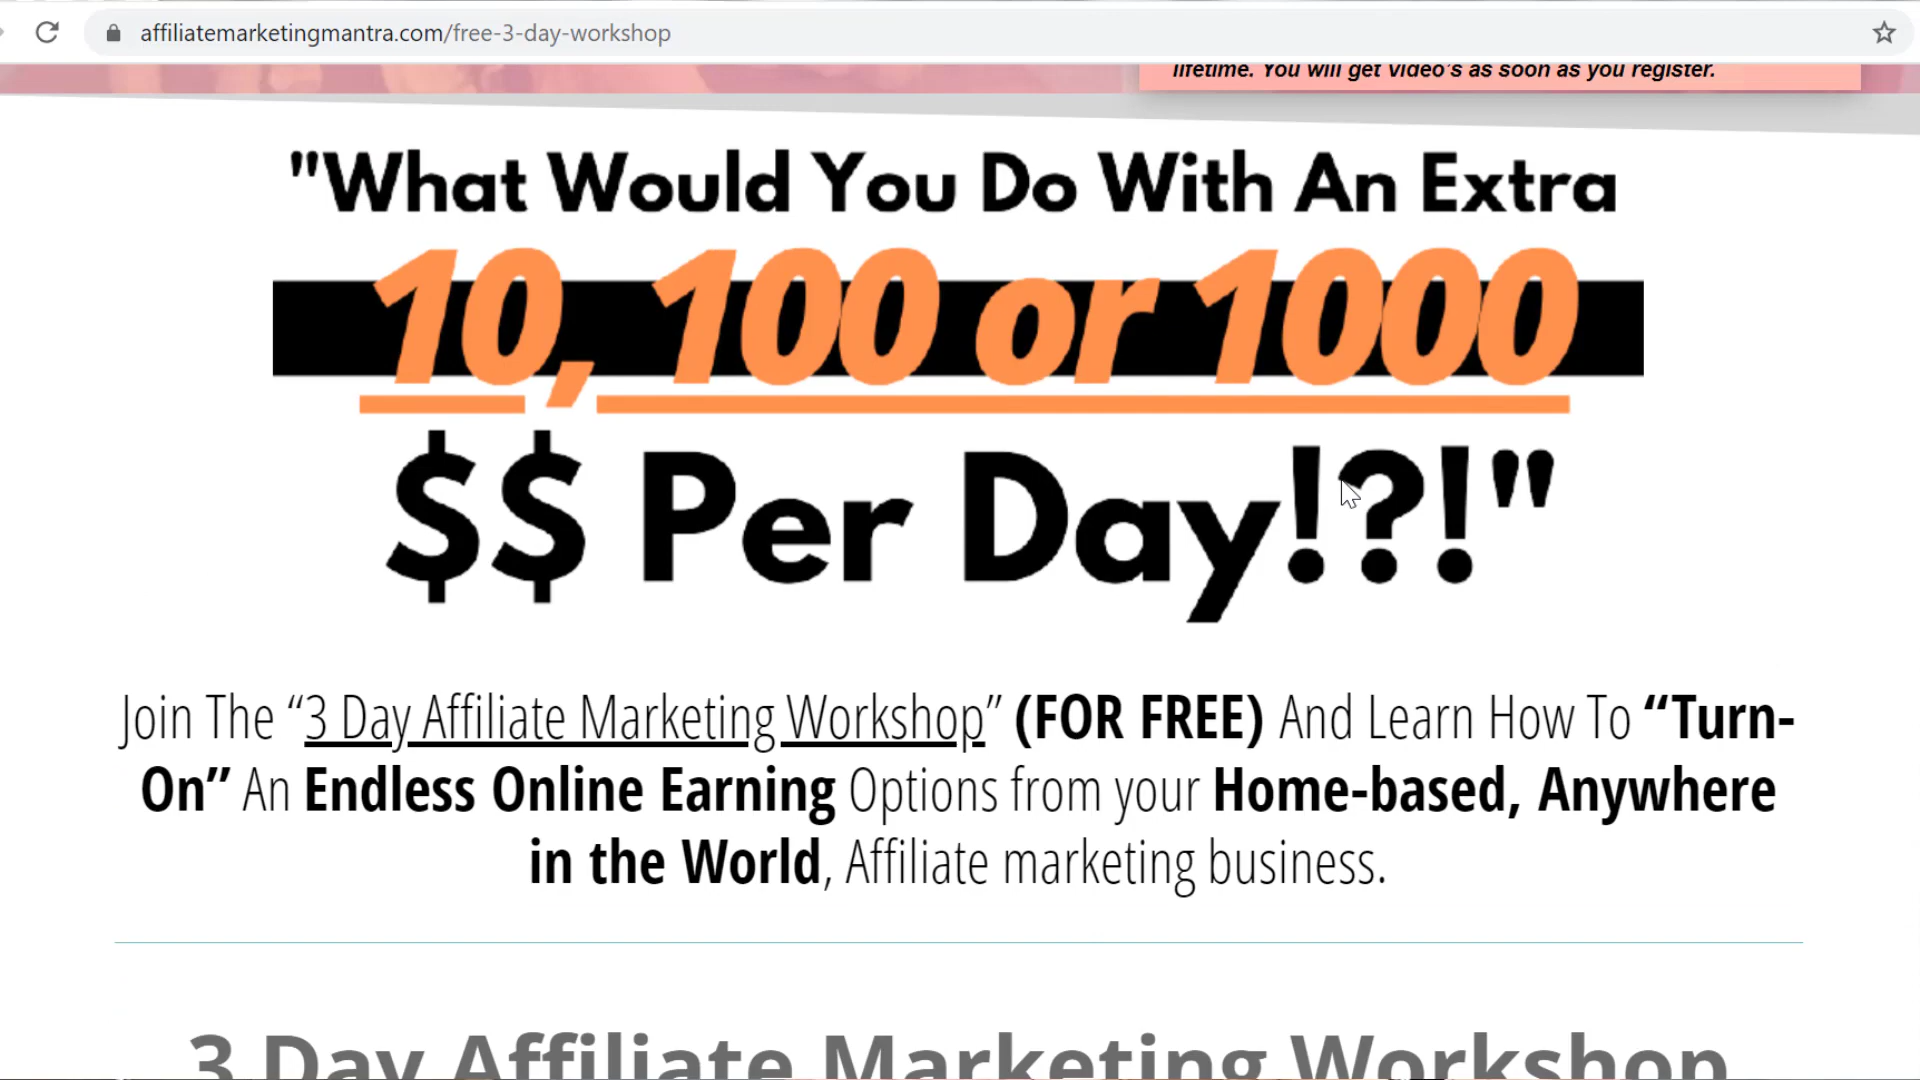 affiliatemarketingmantra.com/free-3-day-workshop
lifetime. You will get video's as soon as you register.
"What Would You Do With An Extra
10, 100 or 1000
$$ Per Day!?!"
Join The “3 Day Affiliate Marketing Workshop” (FOR FREE) And Learn How To “Turn-
On” An Endless Online Earning Options from your Home-based, Anywhere
in the World, Affiliate marketing business.
3 Day Affiliate Marketing Workshop